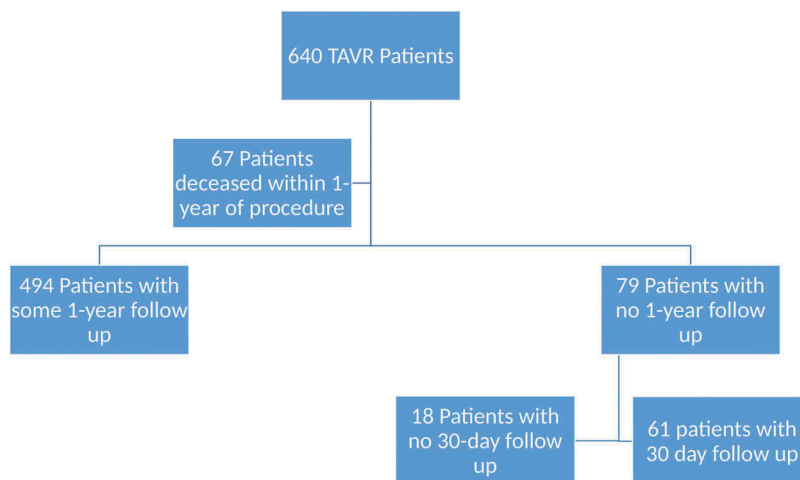 640 TAVR Patients
67 Patients
deceased within 1-
year of procedure
494 Patients with
some 1-year follow
up
79 Patients with
no 1-year follow
up
18 Patients with
no 30-day follow
up
61 patients with
30 day follow up